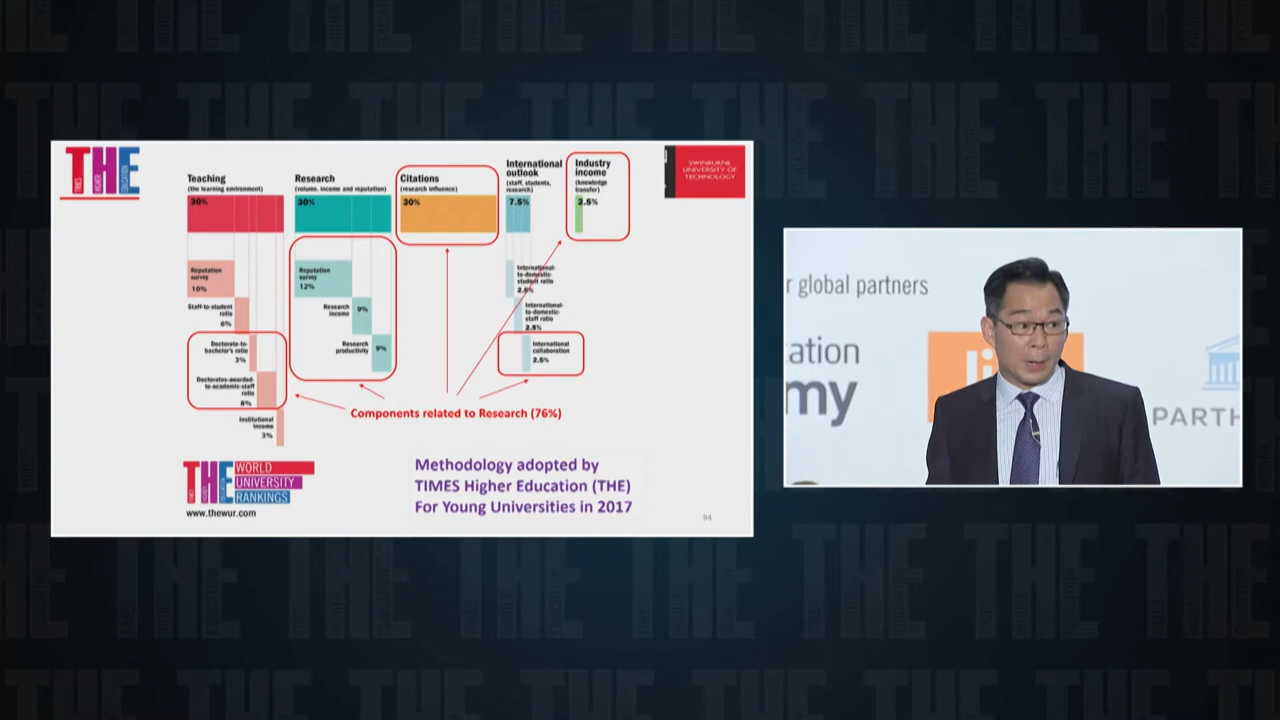 THE
TIMES
HIGHER
EDUCATION
SWINBURNE
UNIVERSITY OF
TECHNOLOGY
Teaching
(the learning environment)
30%
Reputation
survey
10%
Staff-to-student
ratio
6%
Doctorate-to-
bachelor's ratio
3%
Doctorates-awarded-
to-academic-staff
ratio
6%
Institutional
income
3%
Research
(volume, income and reputation)
30%
Reputation
survey
12%
Research
income
9%
Research
productivity
9%
Citations
(research influence)
30%
International
outlook
(staff, students,
research)
7.5%
International-
to-domestic-
student ratio
2.5%
International-
to-domestic-
staff ratio
2.5%
International
collaboration
2.5%
Industry
income
(knowledge
transfer)
2.5%
Components related to Research (76%)
THE
WORLD
UNIVERSITY
RANKINGS
www.thewur.com
Methodology adopted by
TIMES Higher Education (THE)
For Young Universities in 2017
94
r global partners
ation
my
PARTH